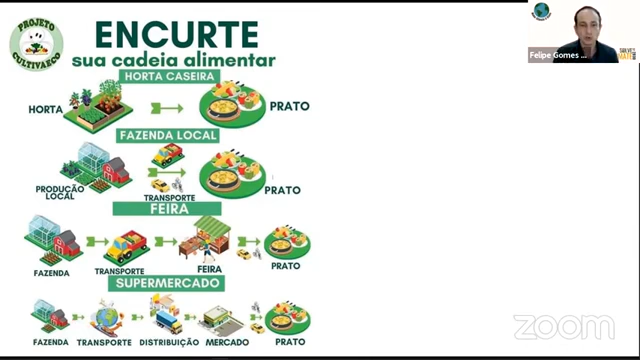 PROJETO
CULTIVAECO
ENCURTE
sua cadeia alimentar
HORTA CASEIRA
HORTA
PRATO
FAZENDA LOCAL
PRODUÇÃO
LOCAL
TRANSPORTE
PRATO
FEIRA
FAZENDA
TRANSPORTE
FEIRA
PRATO
SUPERMERCADO
FAZENDA
TRANSPORTE
DISTRIBUIÇÃO
MERCADO
PRATO
Felipe Gomes
zoom